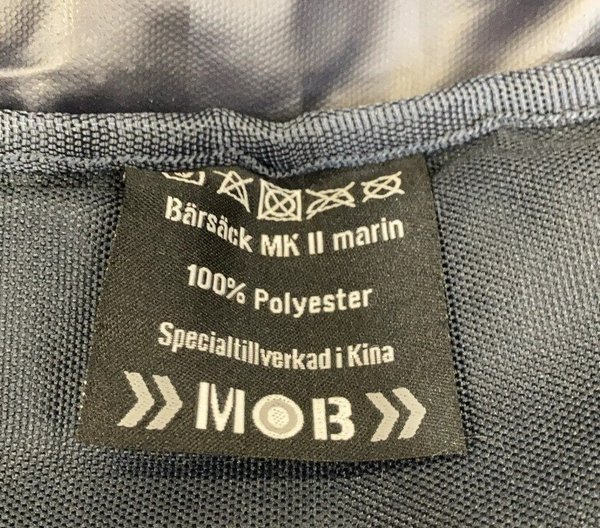 Bärsäck MK II marin
100% Polyester
Specialtillverkad i Kina
MOB